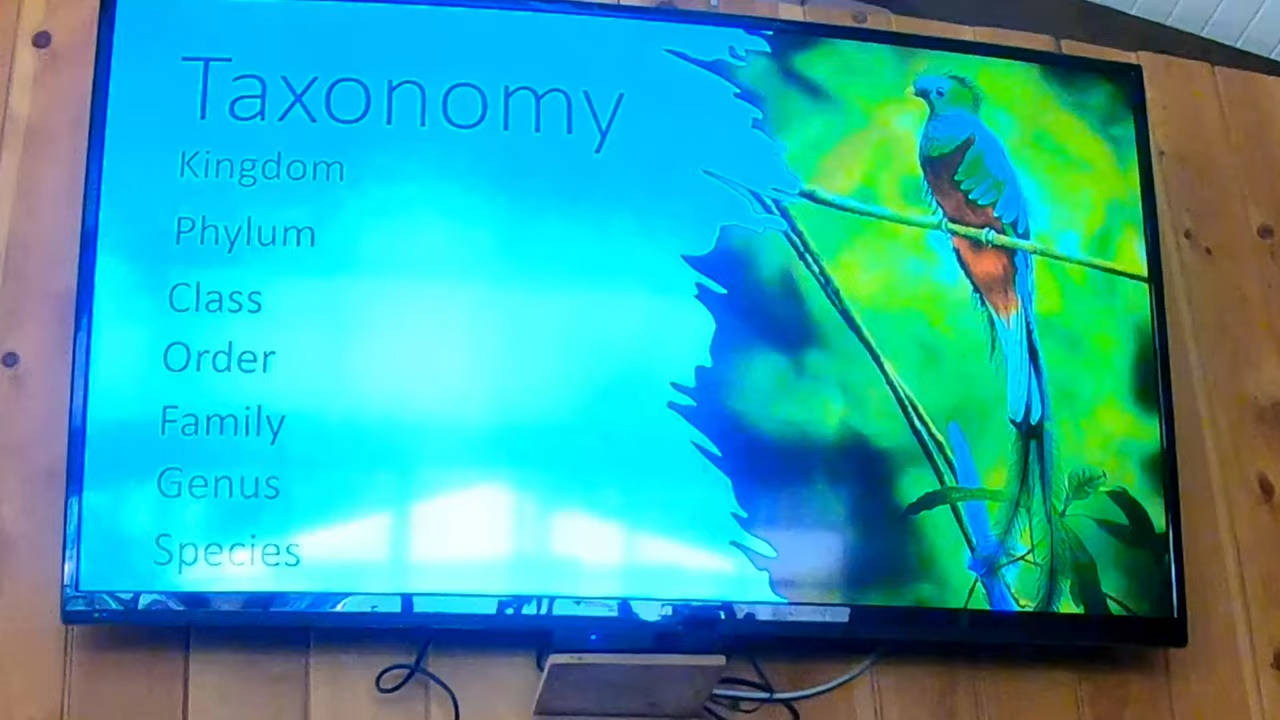 Taxonomy
Kingdom
Phylum
Class
Order
Family
Genus
Species